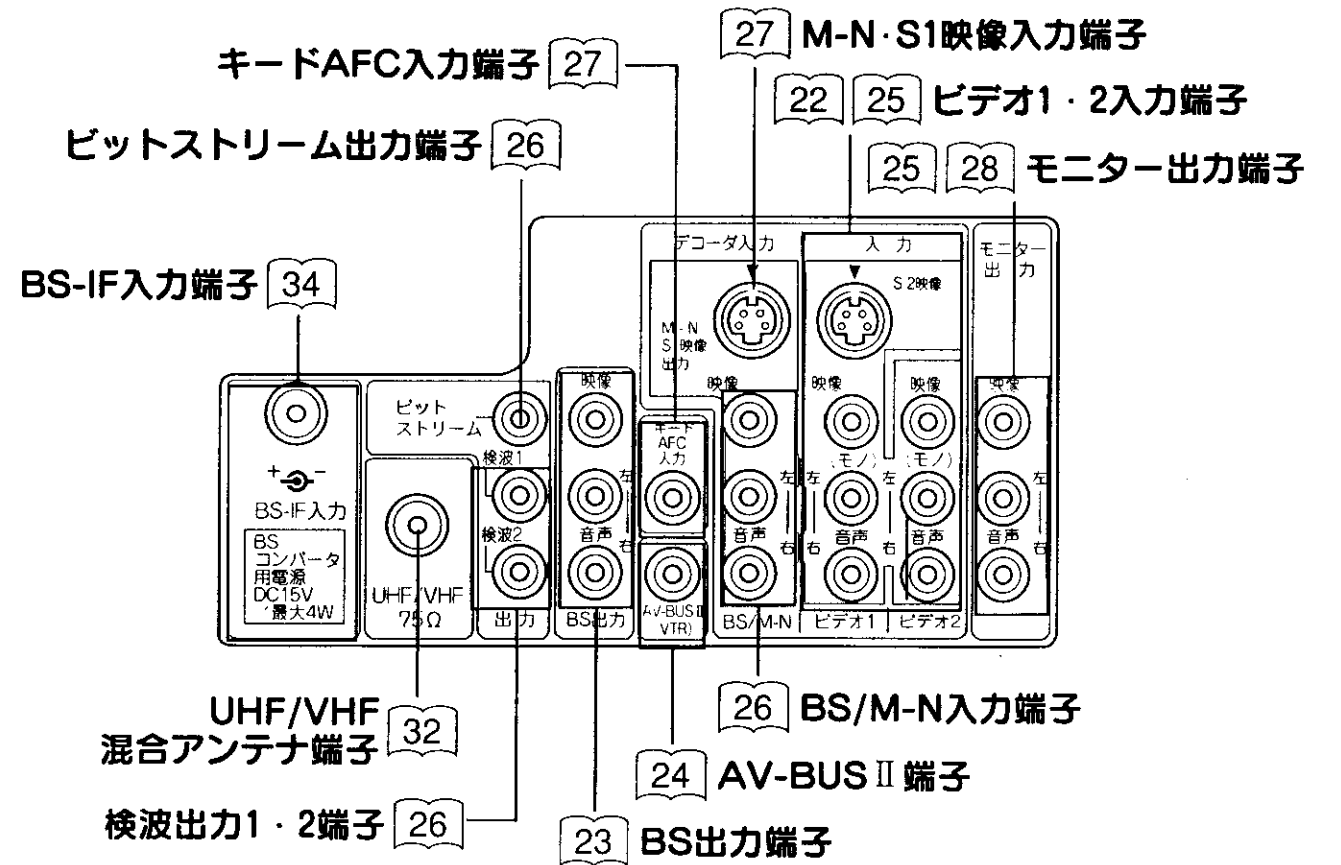 27 M-N·S1映像入力端子
キードAFC入力端子 27
22 25 ビデオ1・2入力端子
ビットストリーム出力端子 26
25 28 モニター出力端子
BS-IF入力端子 34
デコーダ入力
入力
モニター
出力
S2映像
M-N
S 映像
出力
映像
映像
映像
映像
映像
ビット
ストリーム
キード
AFC
入力
(モノ)
(モノ)
検波1
左
左
左
左
左
+ -
BS-IF入力
検波2
音声
音声
音声
音声
音声
右
右
右
右
右
BS
コンバータ
用電源
DC15V
最大4W
UHF/VHF
75Ω
出力
BS出力
AV-BUSⅡ
VTR)
BS/M-N
ビデオ1
ビデオ2
UHF/VHF
混合アンテナ端子 32
26 BS/M-N入力端子
24 AV-BUSⅡ端子
検波出力1・2端子 26
23 BS出力端子